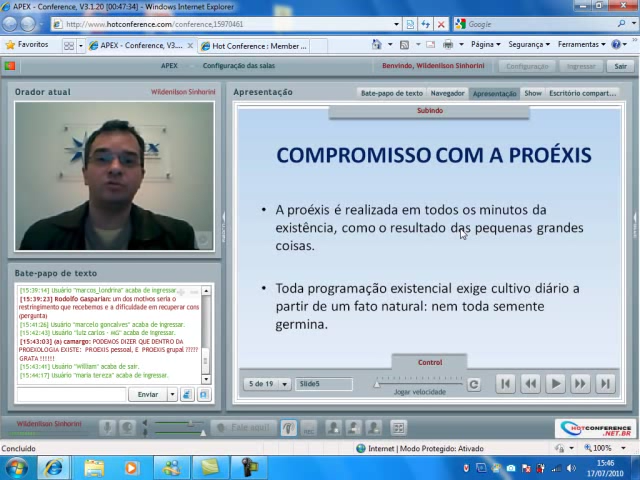 APEX - Conference, V3.1.20 [00:47:34] - Windows Internet Explorer
http://www.hotconference.com/conference,15970461
Google
Favoritos
APEX - Conference, V3....
Hot Conference : Member ...
Página
Segurança
Ferramentas
APEX
Configuração das salas
Benvindo, Wildenilson Sinhorini
Configuração
Ingressar
Sair
Orador atual
Wildenilson Sinhorini
Apresentação
Bate-papo de texto
Navegador
Apresentação
Show
Escritório compart...
Subindo
COMPROMISSO COM A PROÉXIS
• A proéxis é realizada em todos os minutos da
existência, como o resultado das pequenas grandes
coisas.
• Toda programação existencial exige cultivo diário a
partir de um fato natural: nem toda semente
germina.
Bate-papo de texto
[15:39:14] Usuário "marcos_londrina" acaba de ingressar.
[15:39:23] Rodolfo Gasparian: um dos motivos seria o
restringimento que recebemos e a dificuldade em recuperar cons
(pergunta)
[15:41:26] Usuário "marcelo goncalves" acaba de ingressar.
[15:42:43] Usuário "luiz carlos - MG" acaba de ingressar.
[15:43:03] (a) camargo: PODEMOS DIZER QUE DENTRO DA
PROEXOLOGIA EXISTE: PROEXIS pessoal, E PROEXIS grupal ?????
GRATA !!!!!!
[15:43:41] Usuário "William" acaba de sair.
[15:44:17] Usuário "maria tereza" acaba de ingressar.
Enviar
Control
5 de 19
Slide5
Jogar velocidade
Wildenilson Sinhorini
Fale aqui!
REC
HOTCONFERENCE
.NET.BR
Concluído
Internet | Modo Protegido: Ativado
100%
15:46
17/07/2010